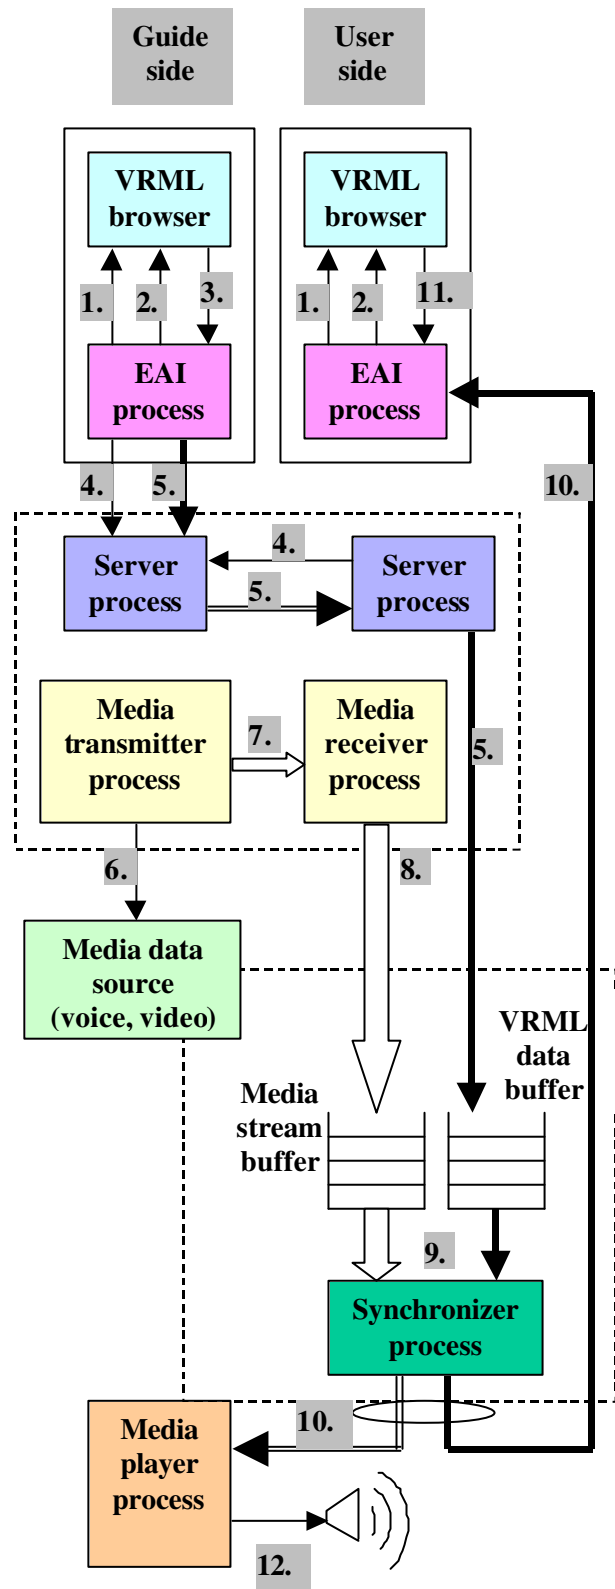 Guide
side
User
side
VRML
browser
VRML
browser
1.
2.
3.
1.
2.
11.
EAI
process
EAI
process
4.
5.
10.
Server
process
4.
5.
Server
process
Media
transmitter
process
7.
Media
receiver
process
5.
6.
8.
Media data
source
(voice, video)
VRML
data
buffer
Media
stream
buffer
9.
Synchronizer
process
10.
Media
player
process
12.